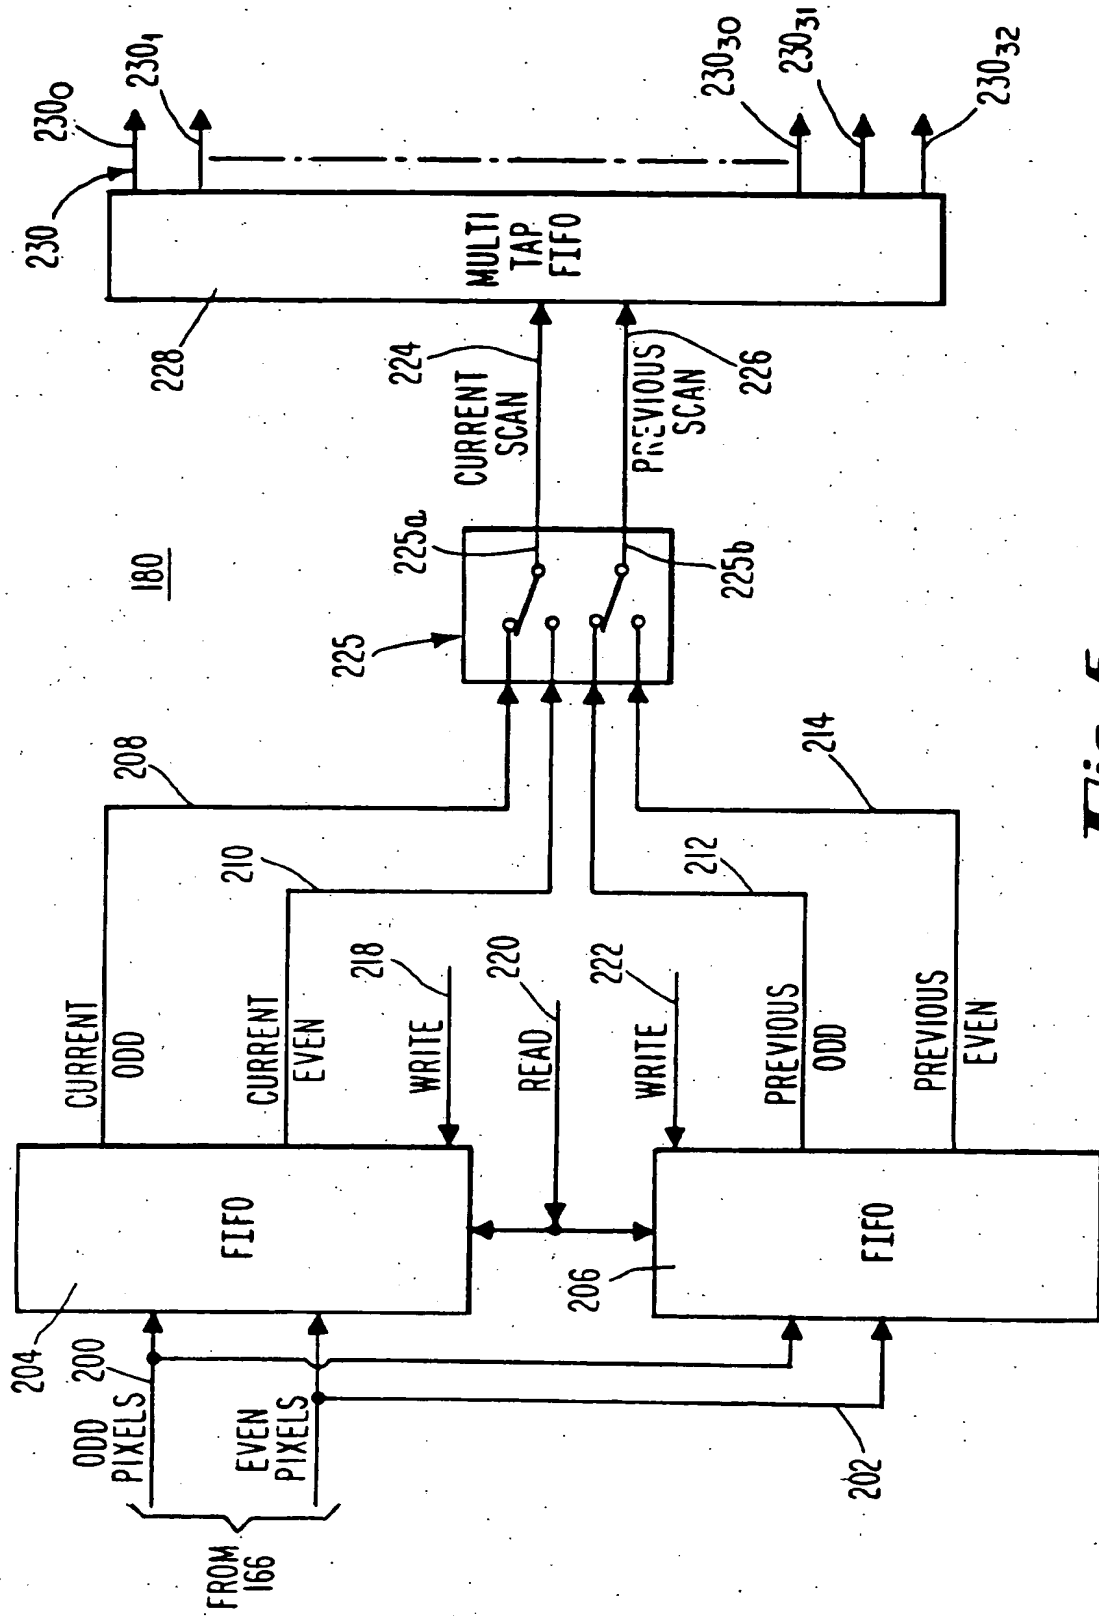 180
FROM
166
ODD
PIXELS
200
EVEN
PIXELS
202
204
FIFO
206
FIFO
CURRENT
ODD
208
CURRENT
EVEN
210
WRITE
218
READ
220
WRITE
222
PREVIOUS
ODD
212
PREVIOUS
EVEN
214
225
225a
225b
CURRENT
SCAN
224
PREVIOUS
SCAN
226
228
MULTI
TAP
FIFO
230
230₀
230₁
230₃₀
230₃₁
230₃₂